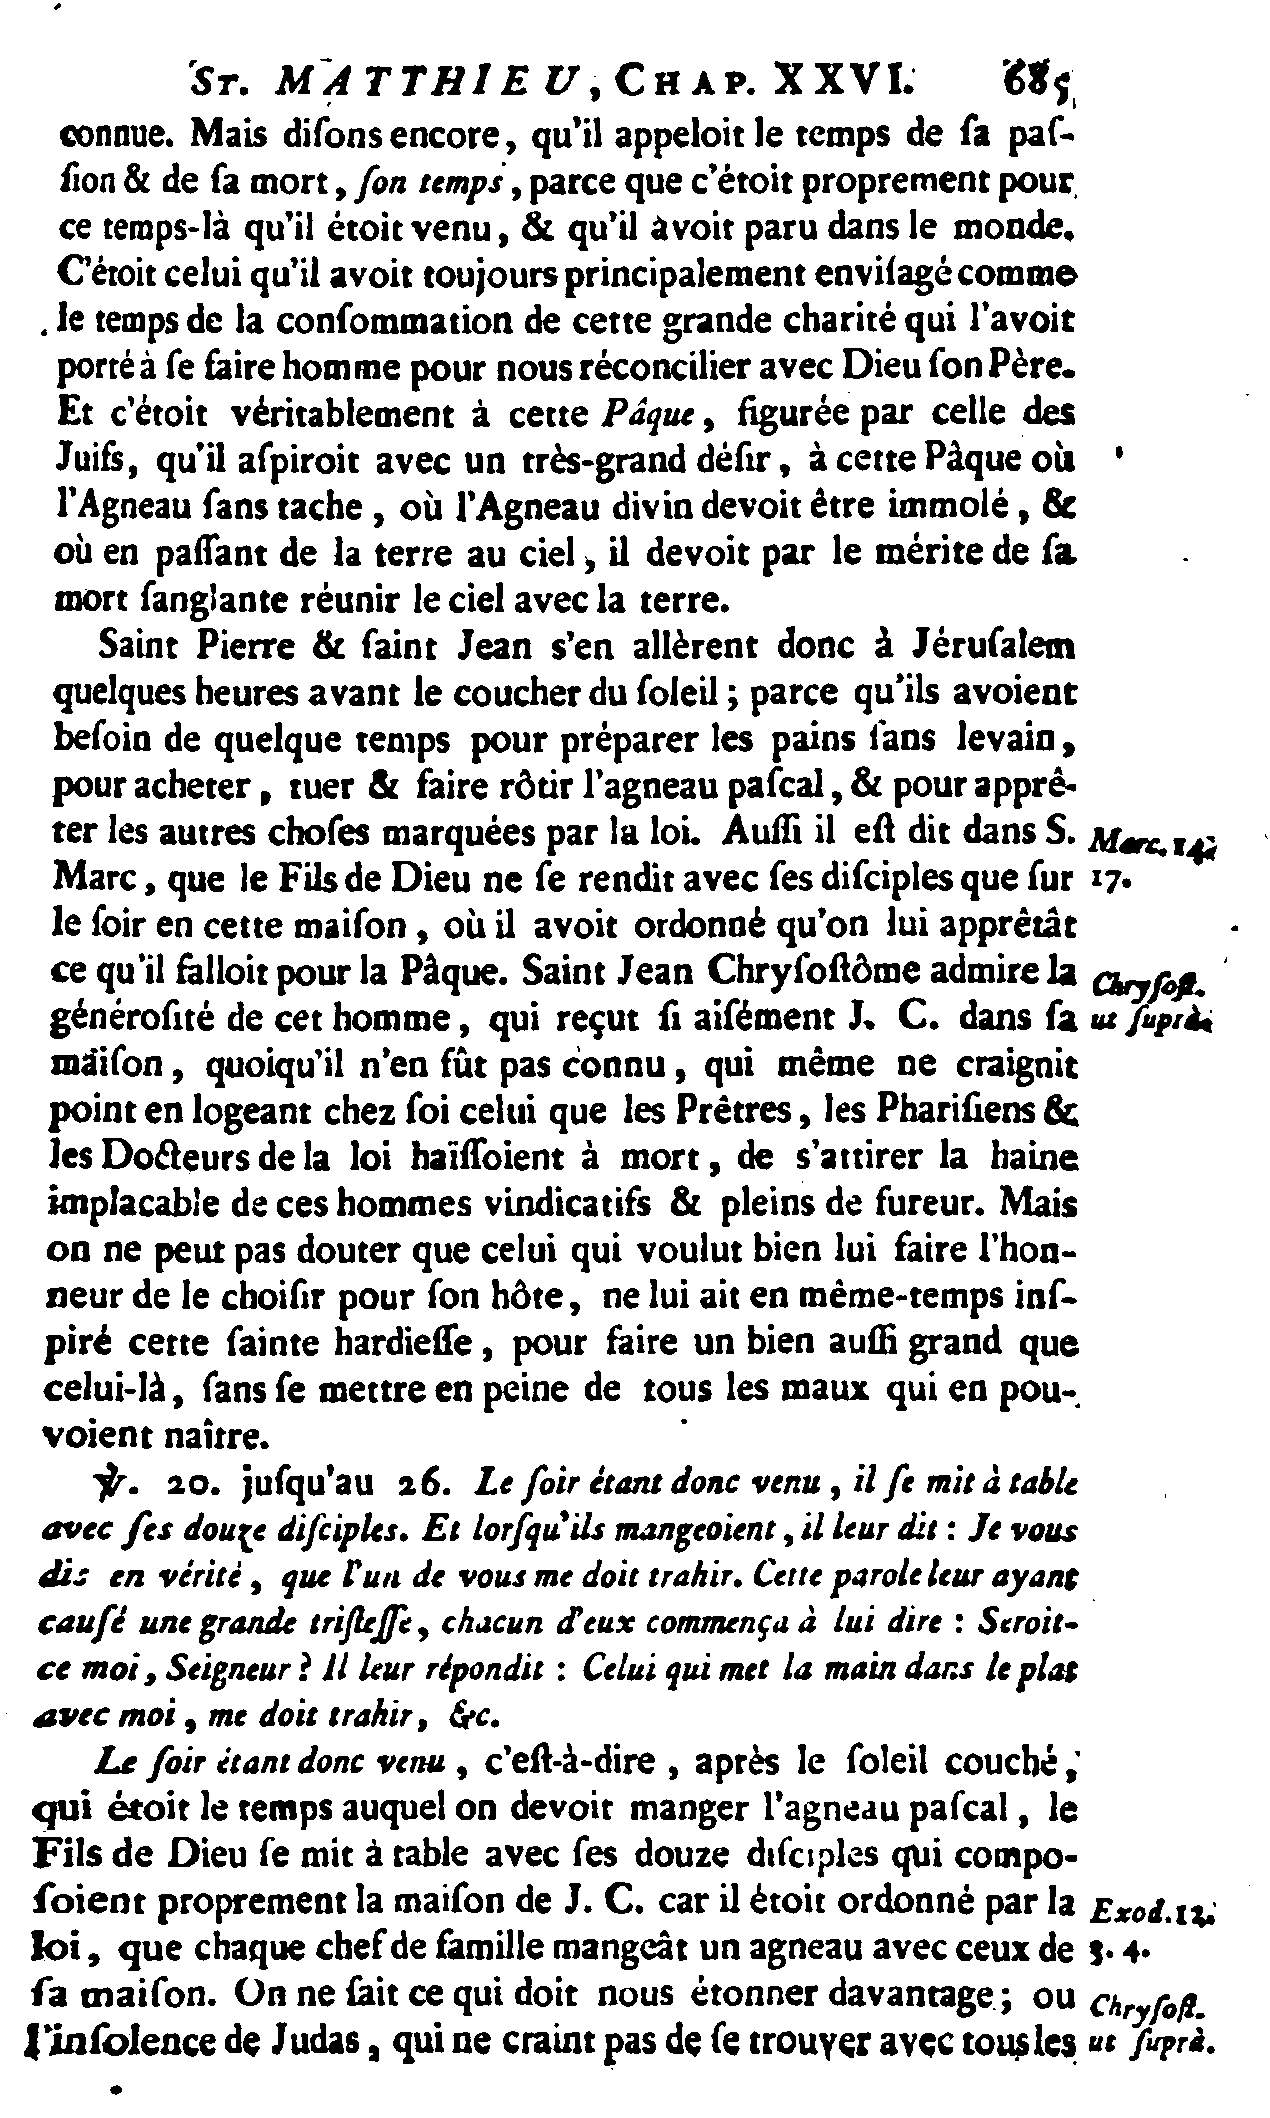 St. MATTHIEU, CHAP. XXVI. 685
connue. Mais diſons encore, qu'il appeloit le temps de ſa paſ-
ſion & de ſa mort, ſon temps, parce que c'étoit proprement pour
ce temps-là qu'il étoit venu, & qu'il avoit paru dans le monde.
C'étoit celui qu'il avoit toujours principalement enviſagé comme
le temps de la conſommation de cette grande charité qui l'avoit
porté à ſe faire homme pour nous réconcilier avec Dieu ſon Père.
Et c'étoit véritablement à cette Pâque, figurée par celle des
Juifs, qu'il aſpiroit avec un très-grand déſir, à cette Pâque où
l'Agneau ſans tache, où l'Agneau divin devoit être immolé, &
où en paſſant de la terre au ciel, il devoit par le mérite de ſa
mort ſanglante réunir le ciel avec la terre.
Saint Pierre & ſaint Jean s'en allèrent donc à Jéruſalem
quelques heures avant le coucher du ſoleil ; parce qu'ils avoient
beſoin de quelque temps pour préparer les pains ſans levain,
pour acheter, tuer & faire rôtir l'agneau paſcal, & pour apprê-
ter les autres choſes marquées par la loi. Auſſi il eſt dit dans S. Marc. 14.
Marc, que le Fils de Dieu ne ſe rendit avec ſes diſciples que ſur 17.
le ſoir en cette maiſon, où il avoit ordonné qu'on lui apprêtât
ce qu'il falloit pour la Pâque. Saint Jean Chryſoſtôme admire la Chryſoſt.
généroſité de cet homme, qui reçut ſi aiſément J. C. dans ſa ut ſuprà.
maiſon, quoiqu'il n'en fût pas connu, qui même ne craignit
point en logeant chez ſoi celui que les Prêtres, les Phariſiens &
les Docteurs de la loi haïſſoient à mort, de s'attirer la haine
implacable de ces hommes vindicatifs & pleins de fureur. Mais
on ne peut pas douter que celui qui voulut bien lui faire l'hon-
neur de le choiſir pour ſon hôte, ne lui ait en même-temps inſ-
piré cette ſainte hardieſſe, pour faire un bien auſſi grand que
celui-là, ſans ſe mettre en peine de tous les maux qui en pou-
voient naître.
℣. 20. juſqu'au 26. Le ſoir étant donc venu, il ſe mit à table
avec ſes douze diſciples. Et lorſqu'ils mangeoient, il leur dit : Je vous
dis en vérité, que l'un de vous me doit trahir. Cette parole leur ayant
cauſé une grande triſteſſe, chacun d'eux commença à lui dire : Seroit-
ce moi, Seigneur ? Il leur répondit : Celui qui met la main dans le plat
avec moi, me doit trahir, &c.
Le ſoir étant donc venu, c'eſt-à-dire, après le ſoleil couché,
qui étoit le temps auquel on devoit manger l'agneau paſcal, le
Fils de Dieu ſe mit à table avec ſes douze diſciples qui compo-
ſoient proprement la maiſon de J. C. car il étoit ordonné par la Exod. 12.
loi, que chaque chef de famille mangeât un agneau avec ceux de 3. 4.
ſa maiſon. On ne ſait ce qui doit nous étonner davantage ; ou Chryſoſt.
l'inſolence de Judas, qui ne craint pas de ſe trouver avec tous les ut ſuprà.